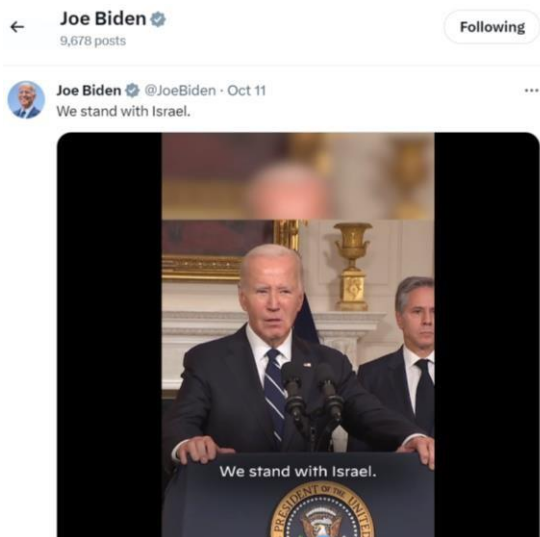 Joe Biden
9,678 posts
Following
Joe Biden @JoeBiden · Oct 11
We stand with Israel.
We stand with Israel.
PRESIDENT OF THE UNITED